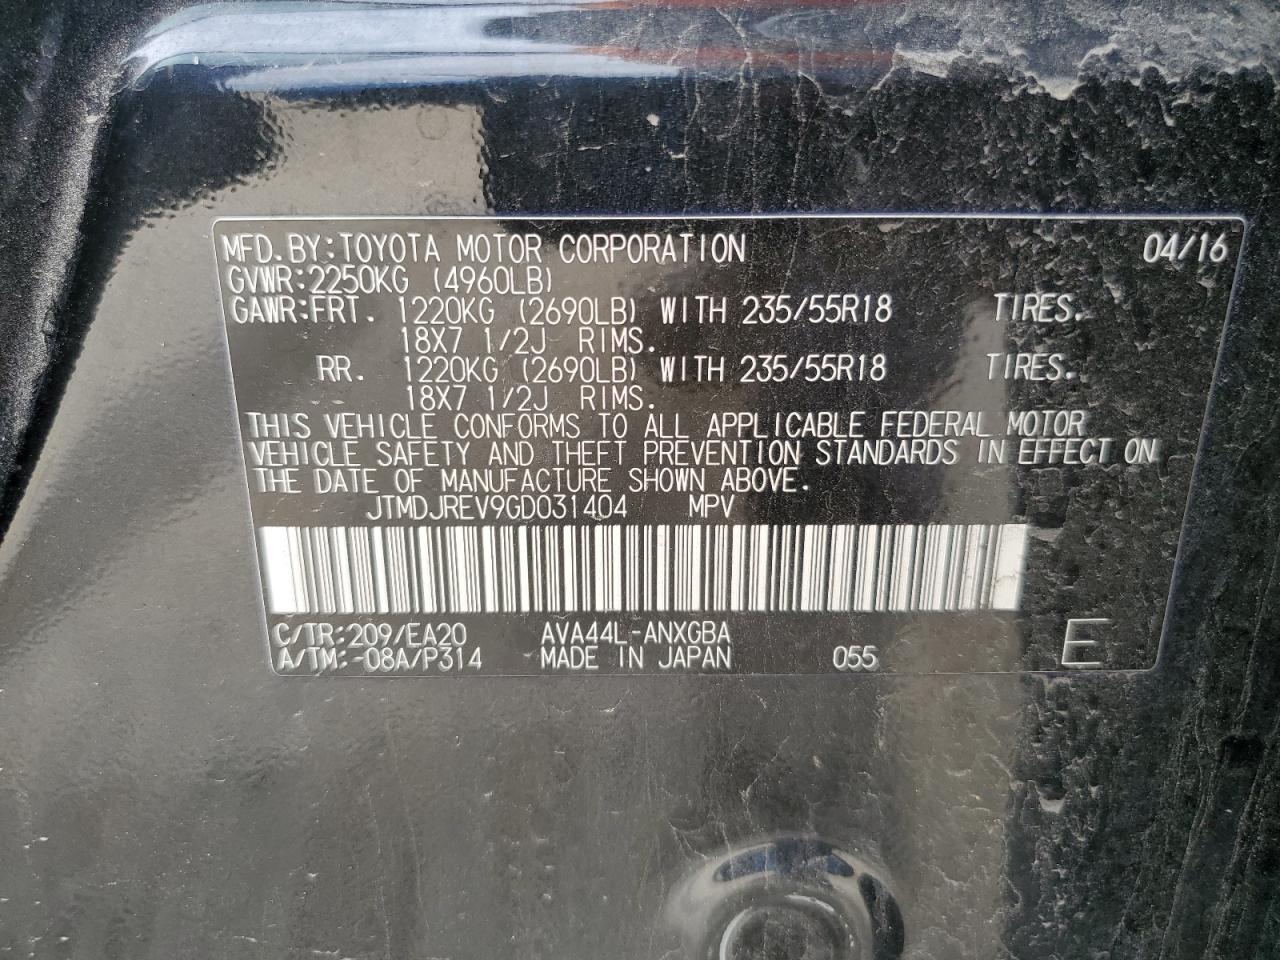 MFD.BY:TOYOTA MOTOR CORPORATION 04/16
GVWR:2250KG (4960LB)
GAWR:FRT. 1220KG (2690LB) WITH 235/55R18 TIRES.
18X7 1/2J RIMS.
RR. 1220KG (2690LB) WITH 235/55R18 TIRES.
18X7 1/2J RIMS.
THIS VEHICLE CONFORMS TO ALL APPLICABLE FEDERAL MOTOR
VEHICLE SAFETY AND THEFT PREVENTION STANDARDS IN EFFECT ON
THE DATE OF MANUFACTURE SHOWN ABOVE.
JTMDJREV9GD031404 MPV
C/TR:209/EA20 AVA44L-ANXGBA
A/TM:-08A/P314 MADE IN JAPAN 055 E